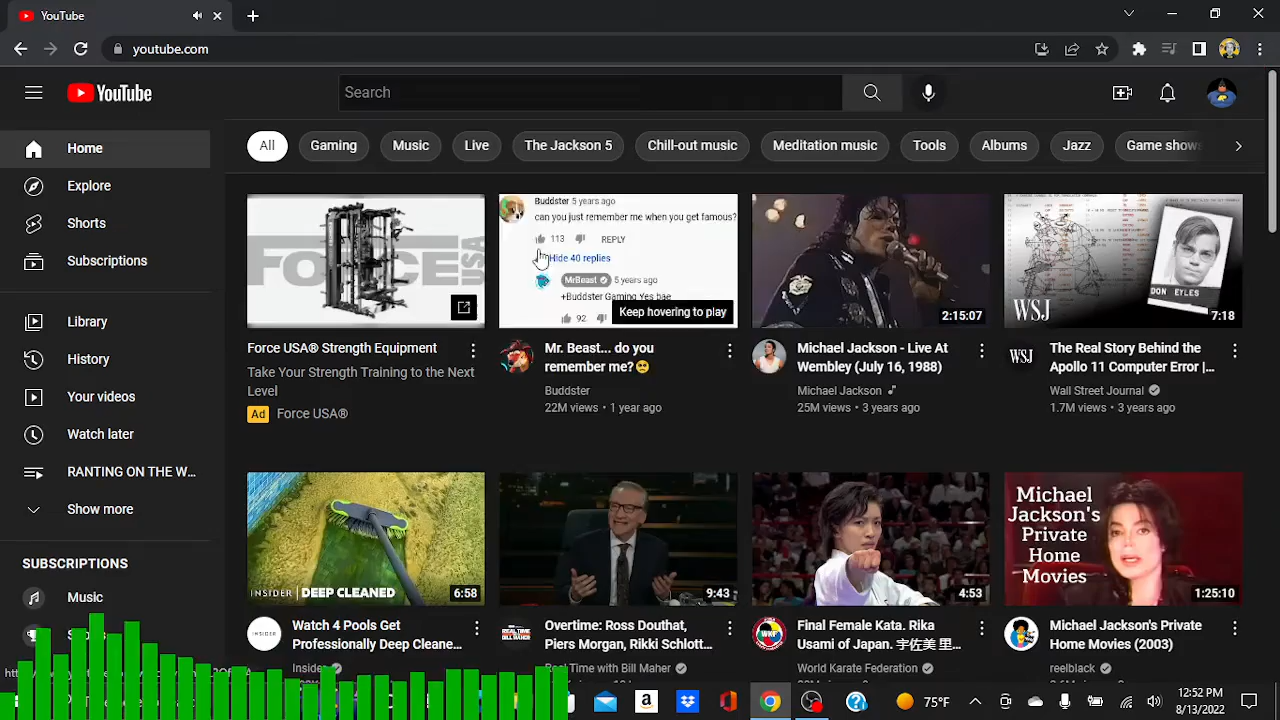 YouTube
youtube.com
YouTube
Search
Home
Explore
Shorts
Subscriptions
Library
History
Your videos
Watch later
RANTING ON THE W...
Show more
SUBSCRIPTIONS
Music
All
Gaming
Music
Live
The Jackson 5
Chill-out music
Meditation music
Tools
Albums
Jazz
Game shows
FORCE USA
Force USA® Strength Equipment
Take Your Strength Training to the Next
Level
Ad Force USA®
Buddster 5 years ago
can you just remember me when you get famous?
113 REPLY
Hide 40 replies
MrBeast 5 years ago
+Buddster Gaming Yes bae
92
Keep hovering to play
Mr. Beast... do you
remember me?🥺
Buddster
22M views • 1 year ago
2:15:07
Michael Jackson - Live At
Wembley (July 16, 1988)
Michael Jackson
25M views • 3 years ago
WSJ
DON EYLES
7:18
WSJ
The Real Story Behind the
Apollo 11 Computer Error |...
Wall Street Journal
1.7M views • 3 years ago
INSIDER | DEEP CLEANED
6:58
INSIDER
Watch 4 Pools Get
Professionally Deep Cleane...
Insider
9:43
REAL TIME
Overtime: Ross Douthat,
Piers Morgan, Rikki Schlott...
Real Time with Bill Maher
4:53
WKF
Final Female Kata. Rika
Usami of Japan. 宇佐美 里...
World Karate Federation
Michael
Jackson's
Private
Home
Movies
1:25:10
Michael Jackson's Private
Home Movies (2003)
reelblack
75°F
12:52 PM
8/13/2022